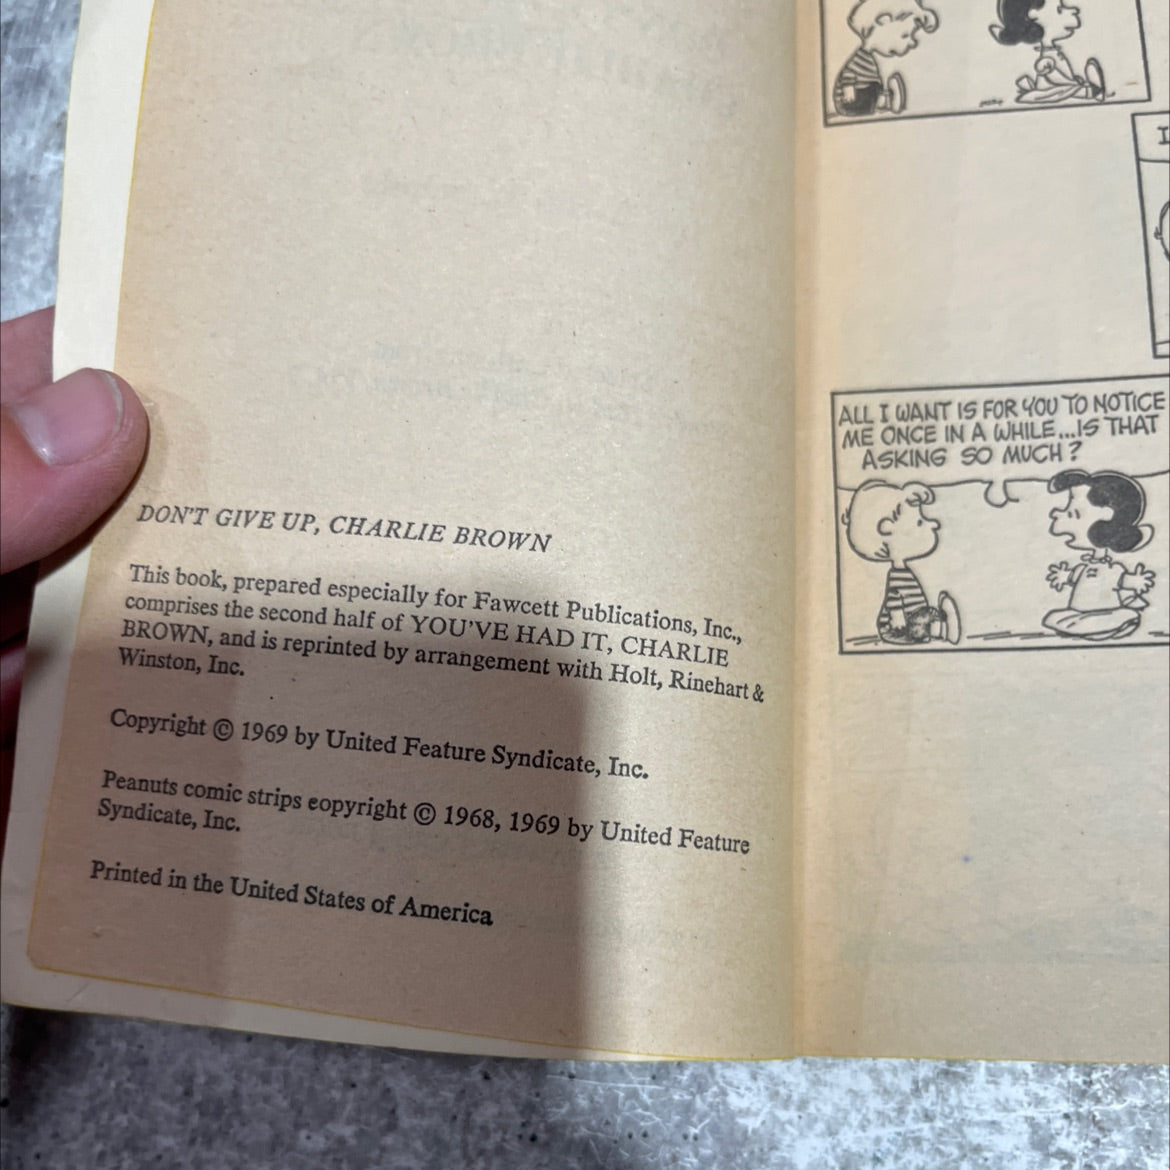 DON'T GIVE UP, CHARLIE BROWN
This book, prepared especially for Fawcett Publications, Inc.,
comprises the second half of YOU'VE HAD IT, CHARLIE
BROWN, and is reprinted by arrangement with Holt, Rinehart &
Winston, Inc.
Copyright © 1969 by United Feature Syndicate, Inc.
Peanuts comic strips copyright © 1968, 1969 by United Feature
Syndicate, Inc.
Printed in the United States of America
I
ALL I WANT IS FOR YOU TO NOTICE
ME ONCE IN A WHILE...IS THAT
ASKING SO MUCH?